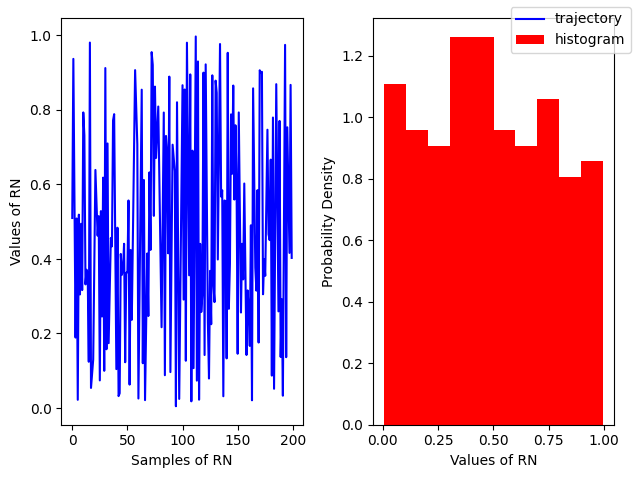 trajectory
histogram
1.0
0.8
0.6
0.4
0.2
0.0
Values of RN
0 50 100 150 200
Samples of RN
1.2
1.0
0.8
0.6
0.4
0.2
0.0
Probability Density
0.00 0.25 0.50 0.75 1.00
Values of RN